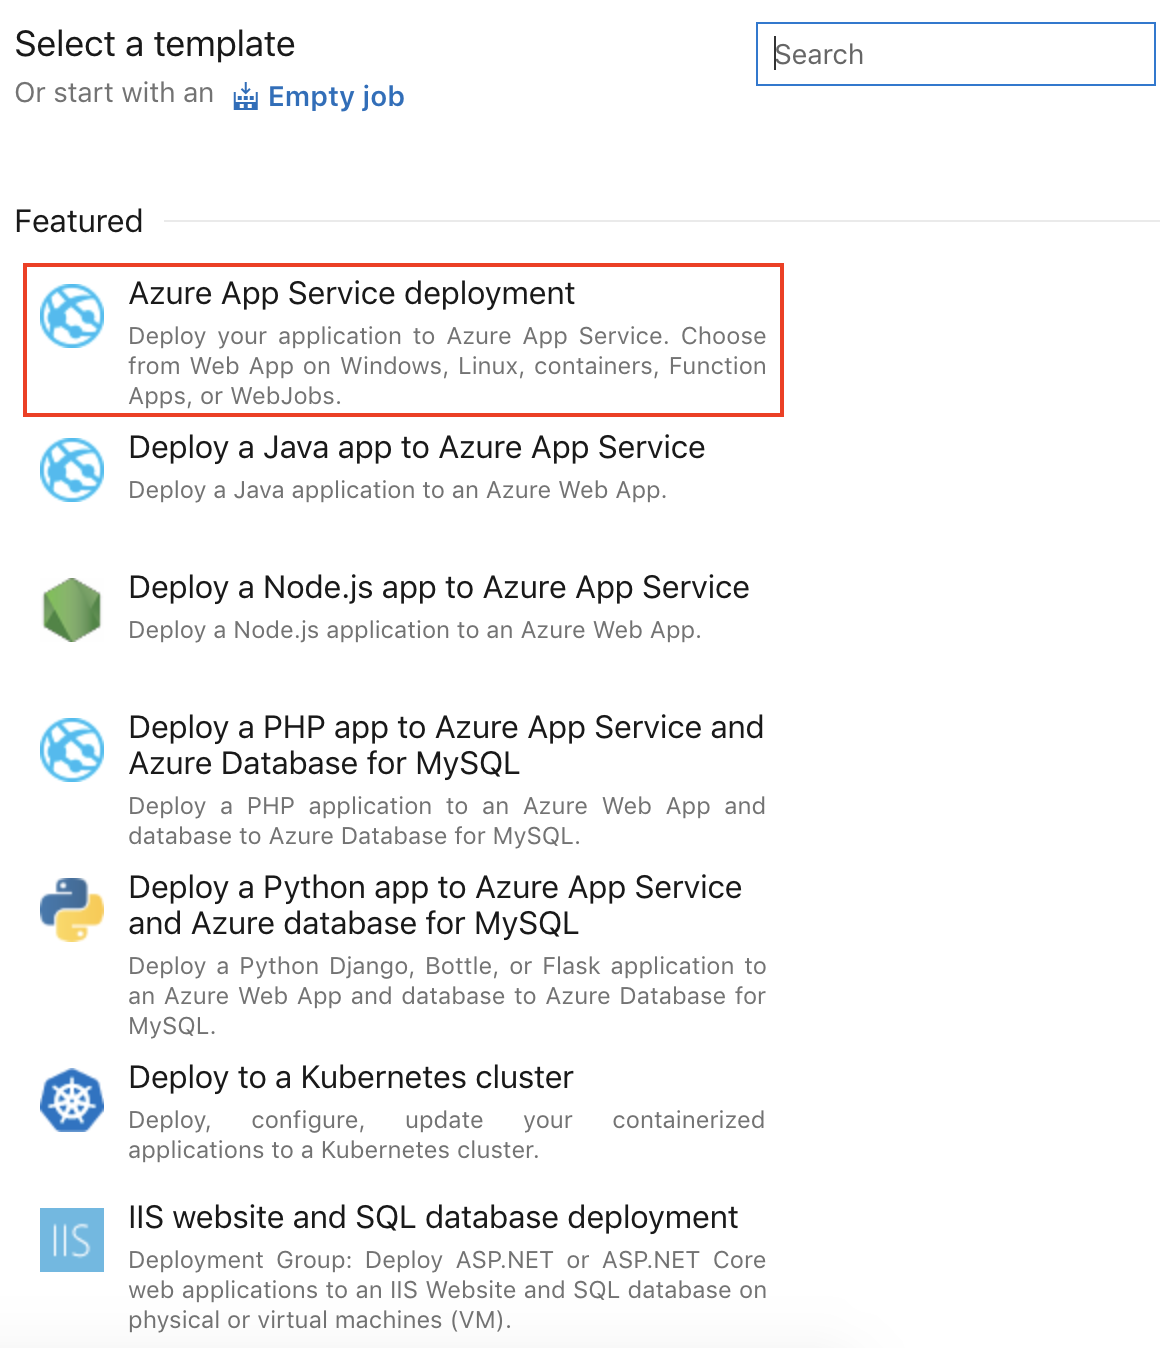 Select a template
Search
Or start with an Empty job
Featured
Azure App Service deployment
Deploy your application to Azure App Service. Choose
from Web App on Windows, Linux, containers, Function
Apps, or WebJobs.
Deploy a Java app to Azure App Service
Deploy a Java application to an Azure Web App.
Deploy a Node.js app to Azure App Service
Deploy a Node.js application to an Azure Web App.
Deploy a PHP app to Azure App Service and
Azure Database for MySQL
Deploy a PHP application to an Azure Web App and
database to Azure Database for MySQL.
Deploy a Python app to Azure App Service
and Azure database for MySQL
Deploy a Python Django, Bottle, or Flask application to
an Azure Web App and database to Azure Database for
MySQL.
Deploy to a Kubernetes cluster
Deploy, configure, update your containerized
applications to a Kubernetes cluster.
IIS
IIS website and SQL database deployment
Deployment Group: Deploy ASP.NET or ASP.NET Core
web applications to an IIS Website and SQL database on
physical or virtual machines (VM).